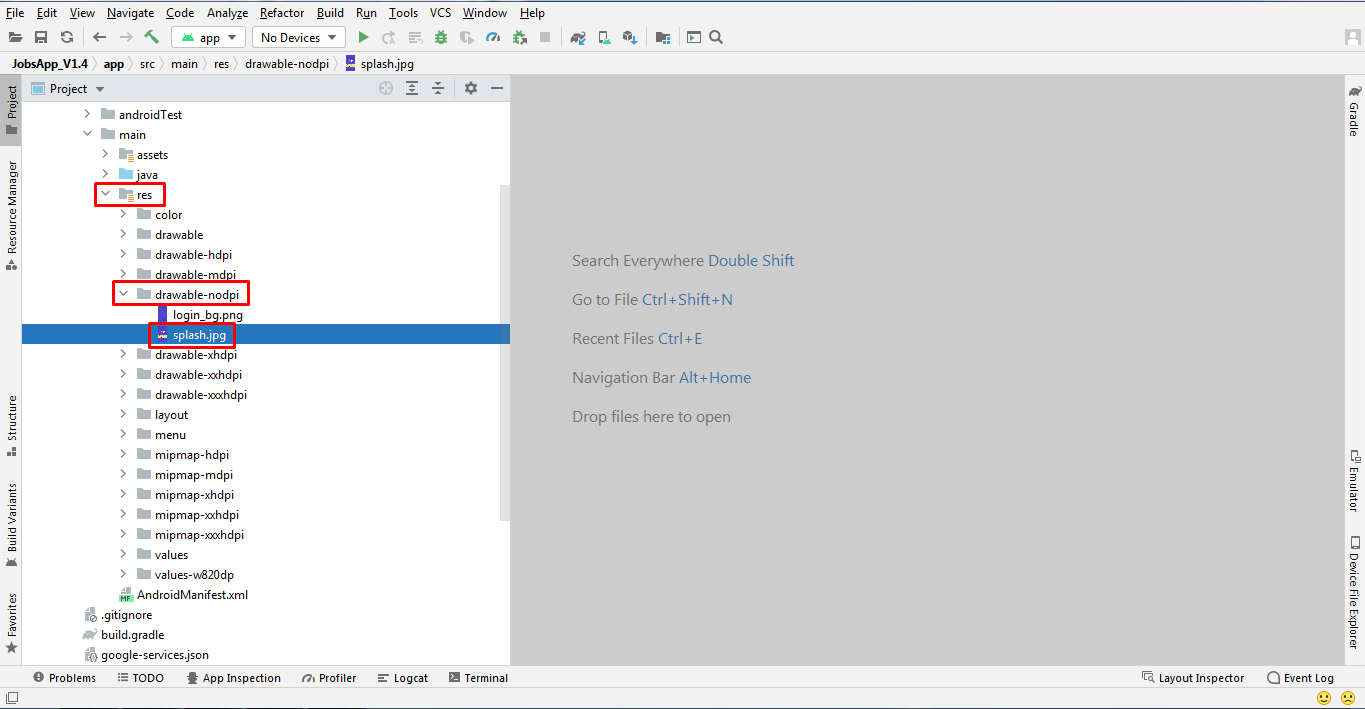 File Edit View Navigate Code Analyze Refactor Build Run Tools VCS Window Help
app No Devices
JobsApp_V1.4 app src main res drawable-nodpi splash.jpg
Project
Project
Resource Manager
Structure
Build Variants
Favorites
androidTest
main
assets
java
res
color
drawable
drawable-hdpi
drawable-mdpi
drawable-nodpi
login_bg.png
splash.jpg
drawable-xhdpi
drawable-xxhdpi
drawable-xxxhdpi
layout
menu
mipmap-hdpi
mipmap-mdpi
mipmap-xhdpi
mipmap-xxhdpi
mipmap-xxxhdpi
values
values-w820dp
MF AndroidManifest.xml
.gitignore
build.gradle
google-services.json
Search Everywhere Double Shift
Go to File Ctrl+Shift+N
Recent Files Ctrl+E
Navigation Bar Alt+Home
Drop files here to open
Gradle
Emulator
Device File Explorer
Problems TODO App Inspection Profiler Logcat Terminal Layout Inspector Event Log